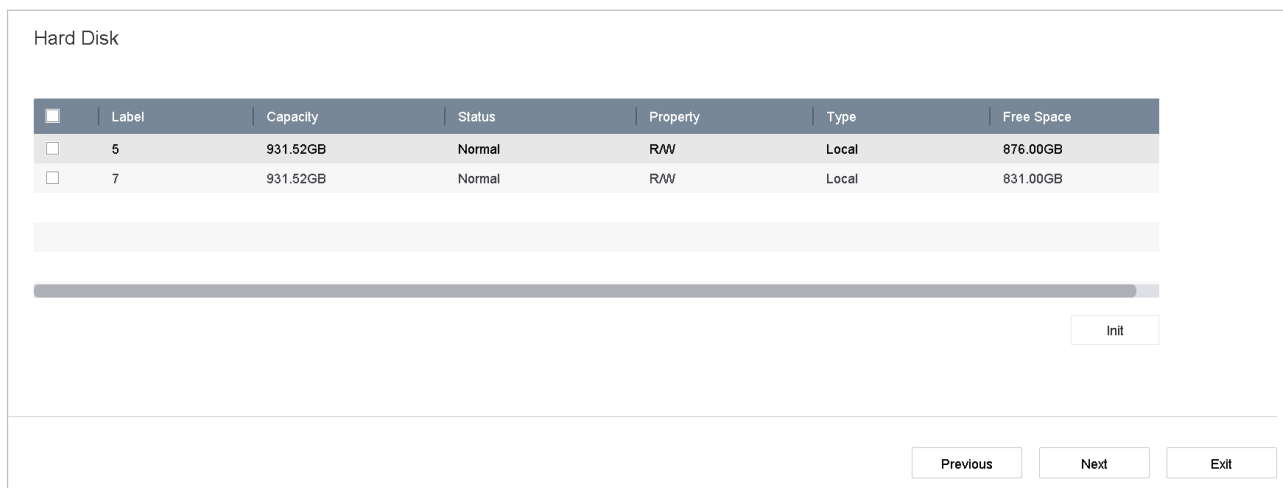 Hard Disk
Label Capacity Status Property Type Free Space
5 931.52GB Normal R/W Local 876.00GB
7 931.52GB Normal R/W Local 831.00GB
Init
Previous Next Exit